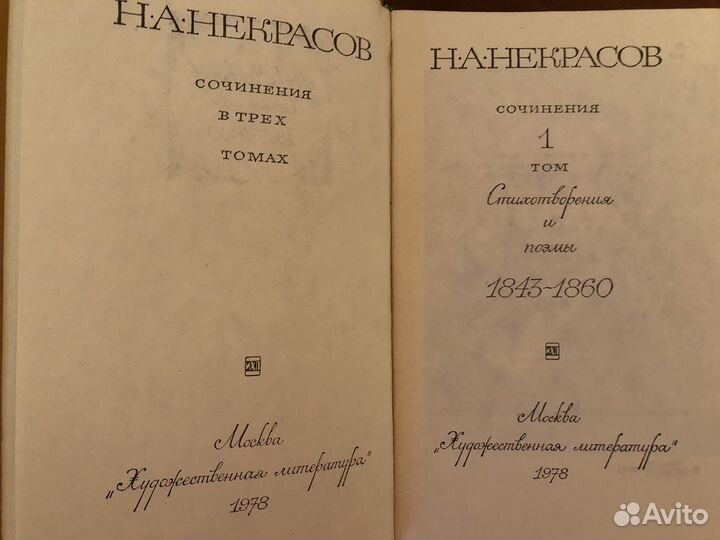 Н·А·НЕКРАСОВ
СОЧИНЕНИЯ
В ТРЕХ
ТОМАХ
Москва
„Художественная литература"
1978
Н·А·НЕКРАСОВ
СОЧИНЕНИЯ
1
ТОМ
Стихотворения
и
поэмы
1843~1860
Москва
„Художественная литература"
1978
Avito